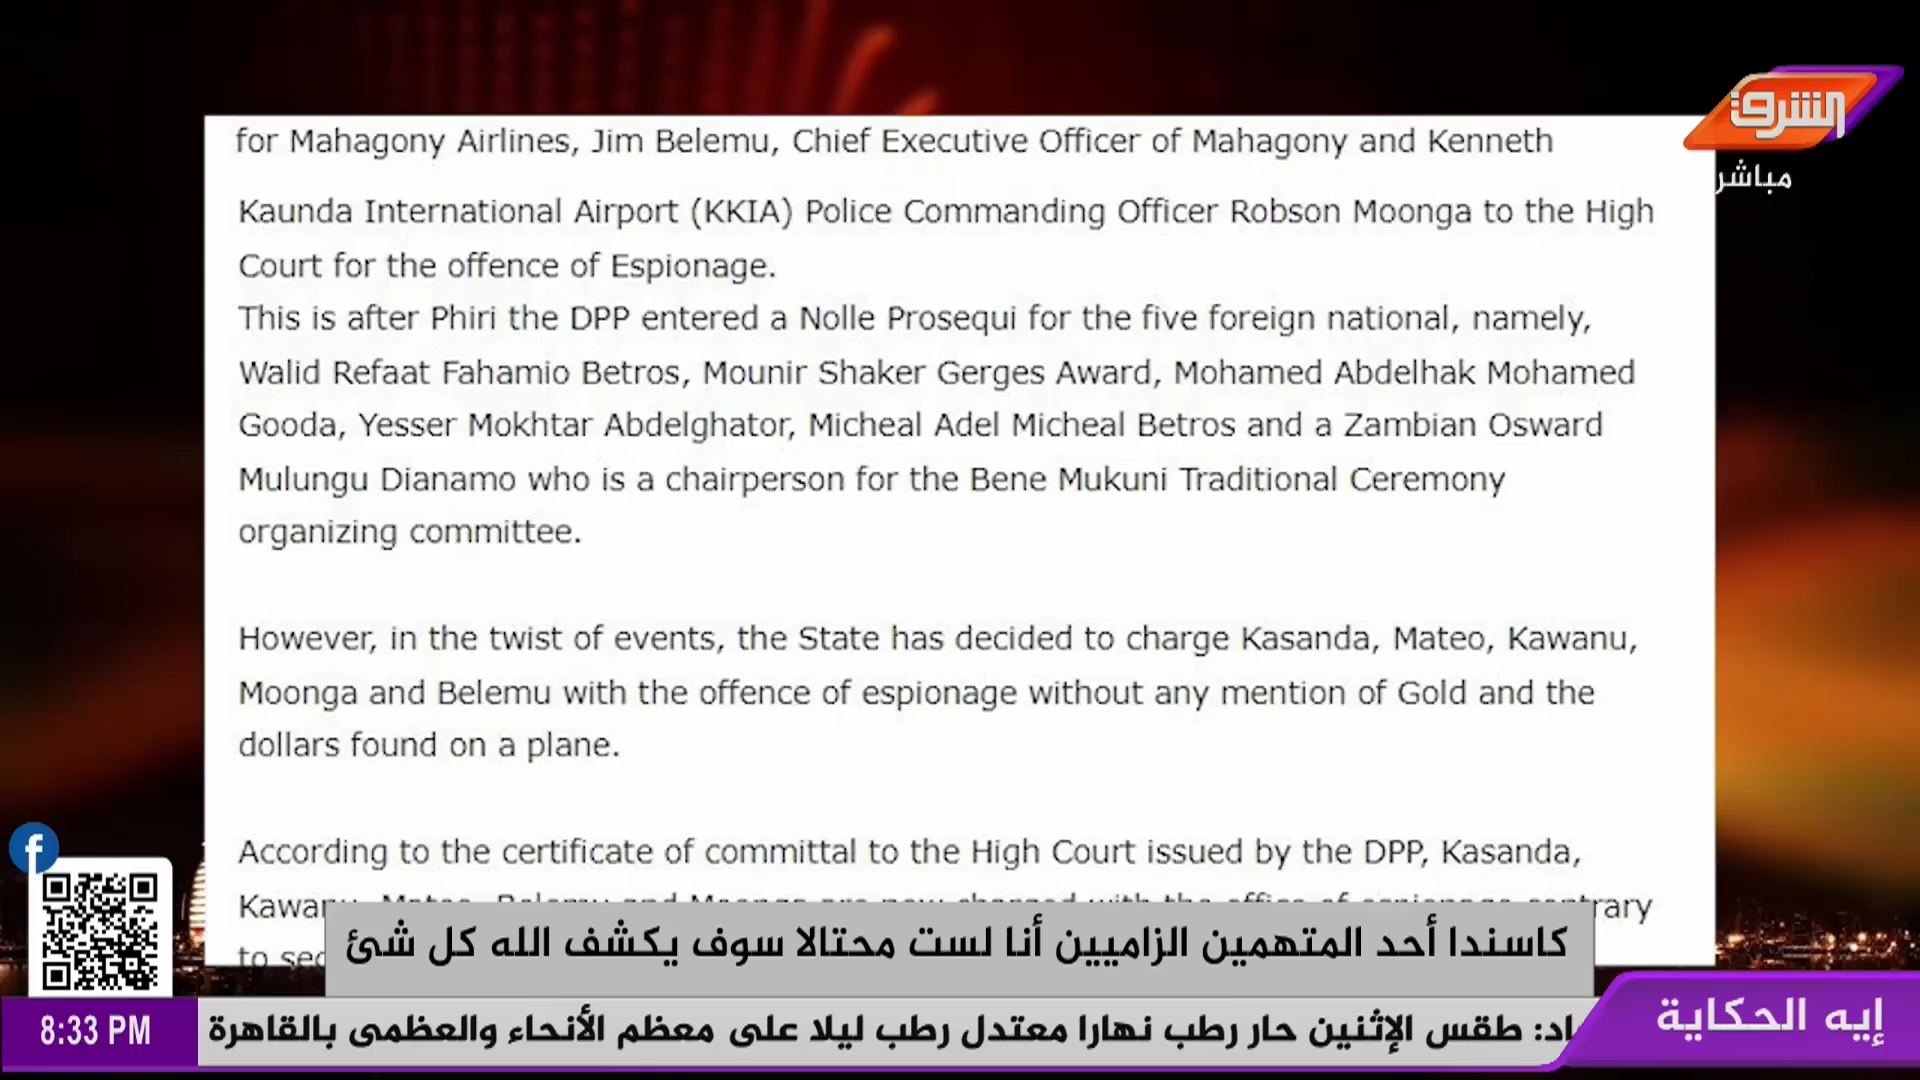 الشرق
مباشر
for Mahagony Airlines, Jim Belemu, Chief Executive Officer of Mahagony and Kenneth
Kaunda International Airport (KKIA) Police Commanding Officer Robson Moonga to the High
Court for the offence of Espionage.
This is after Phiri the DPP entered a Nolle Prosequi for the five foreign national, namely,
Walid Refaat Fahamio Betros, Mounir Shaker Gerges Award, Mohamed Abdelhak Mohamed
Gooda, Yesser Mokhtar Abdelghator, Micheal Adel Micheal Betros and a Zambian Osward
Mulungu Dianamo who is a chairperson for the Bene Mukuni Traditional Ceremony
organizing committee.
However, in the twist of events, the State has decided to charge Kasanda, Mateo, Kawanu,
Moonga and Belemu with the offence of espionage without any mention of Gold and the
dollars found on a plane.
According to the certificate of committal to the High Court issued by the DPP, Kasanda,
to
كاسندا أحد المتهمين الزاميين أنا لست محتالا سوف يكشف الله كل شئ
إيه الحكاية
طقس الإثنين حار رطب نهارا معتدل رطب ليلا على معظم الأنحاء والعظمى بالقاهرة
8:33 PM